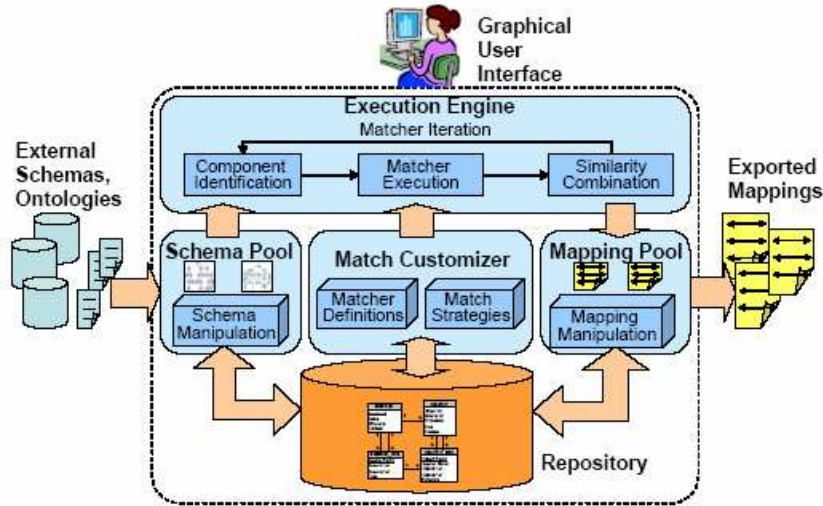 Graphical
User
Interface
Execution Engine
Matcher Iteration
Component
Identification
Matcher
Execution
Similarity
Combination
External
Schemas,
Ontologies
Exported
Mappings
Schema Pool
Schema
Manipulation
Match Customizer
Matcher
Definitions
Match
Strategies
Mapping Pool
Mapping
Manipulation
Repository